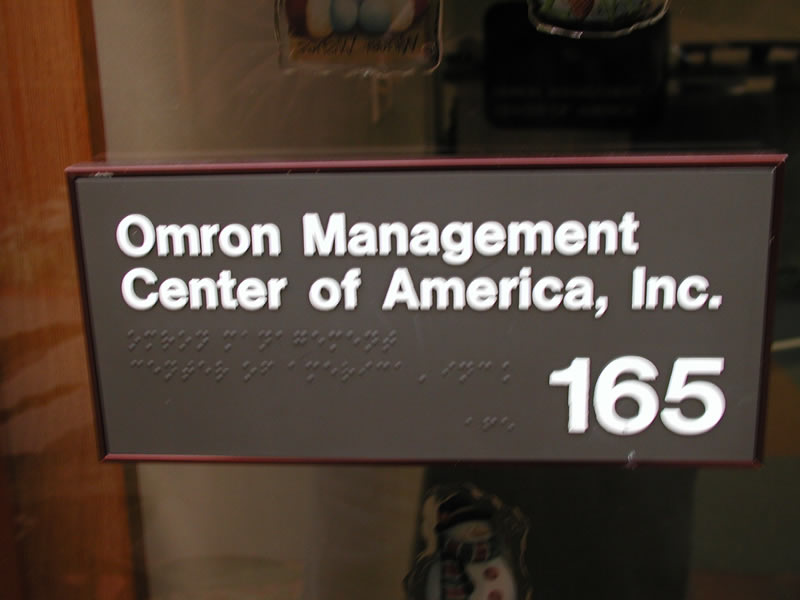 Omron Management
Center of America, Inc.
165